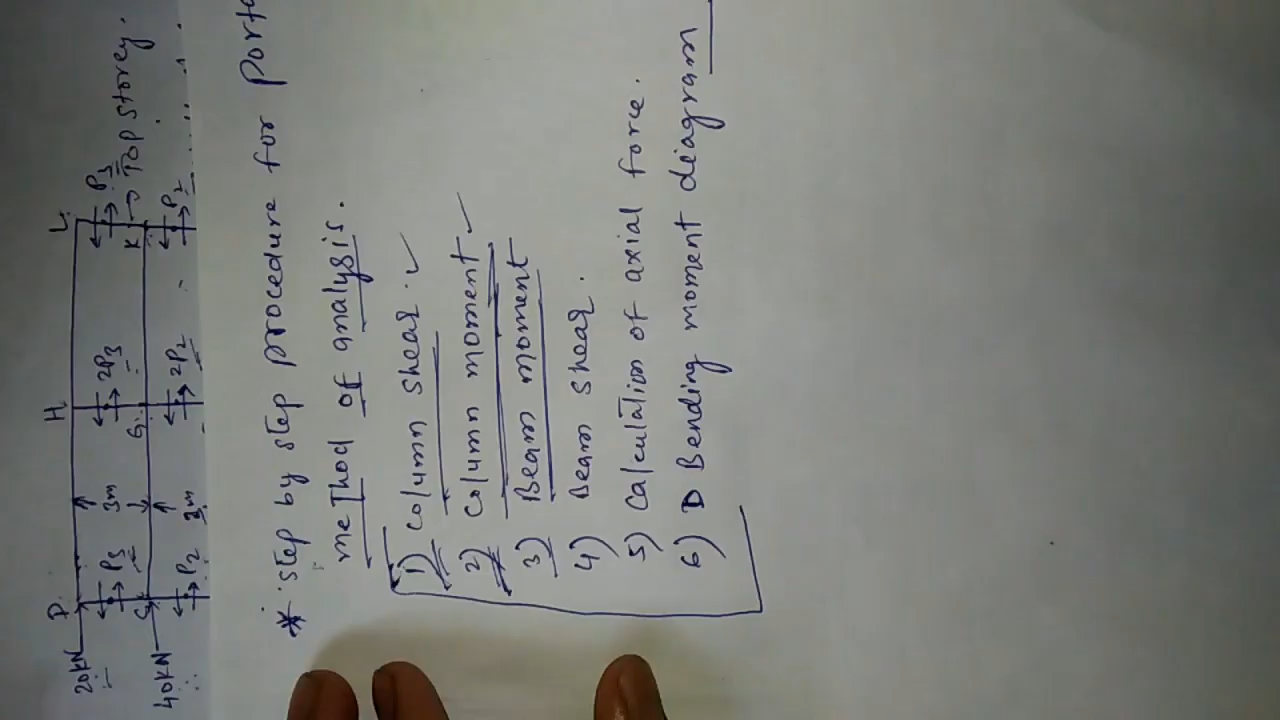 D H L
20kN P3 2P3 P3
3m → Top storey.
40kN C G K
P2 2P2 P2
3m
* step by step procedure for
method of analysis.
1) column shear. ✓
2) column moment ✓
3) Beam moment
4) Beam shear.
5) Calculation of axial force.
6) D Bending moment diagram